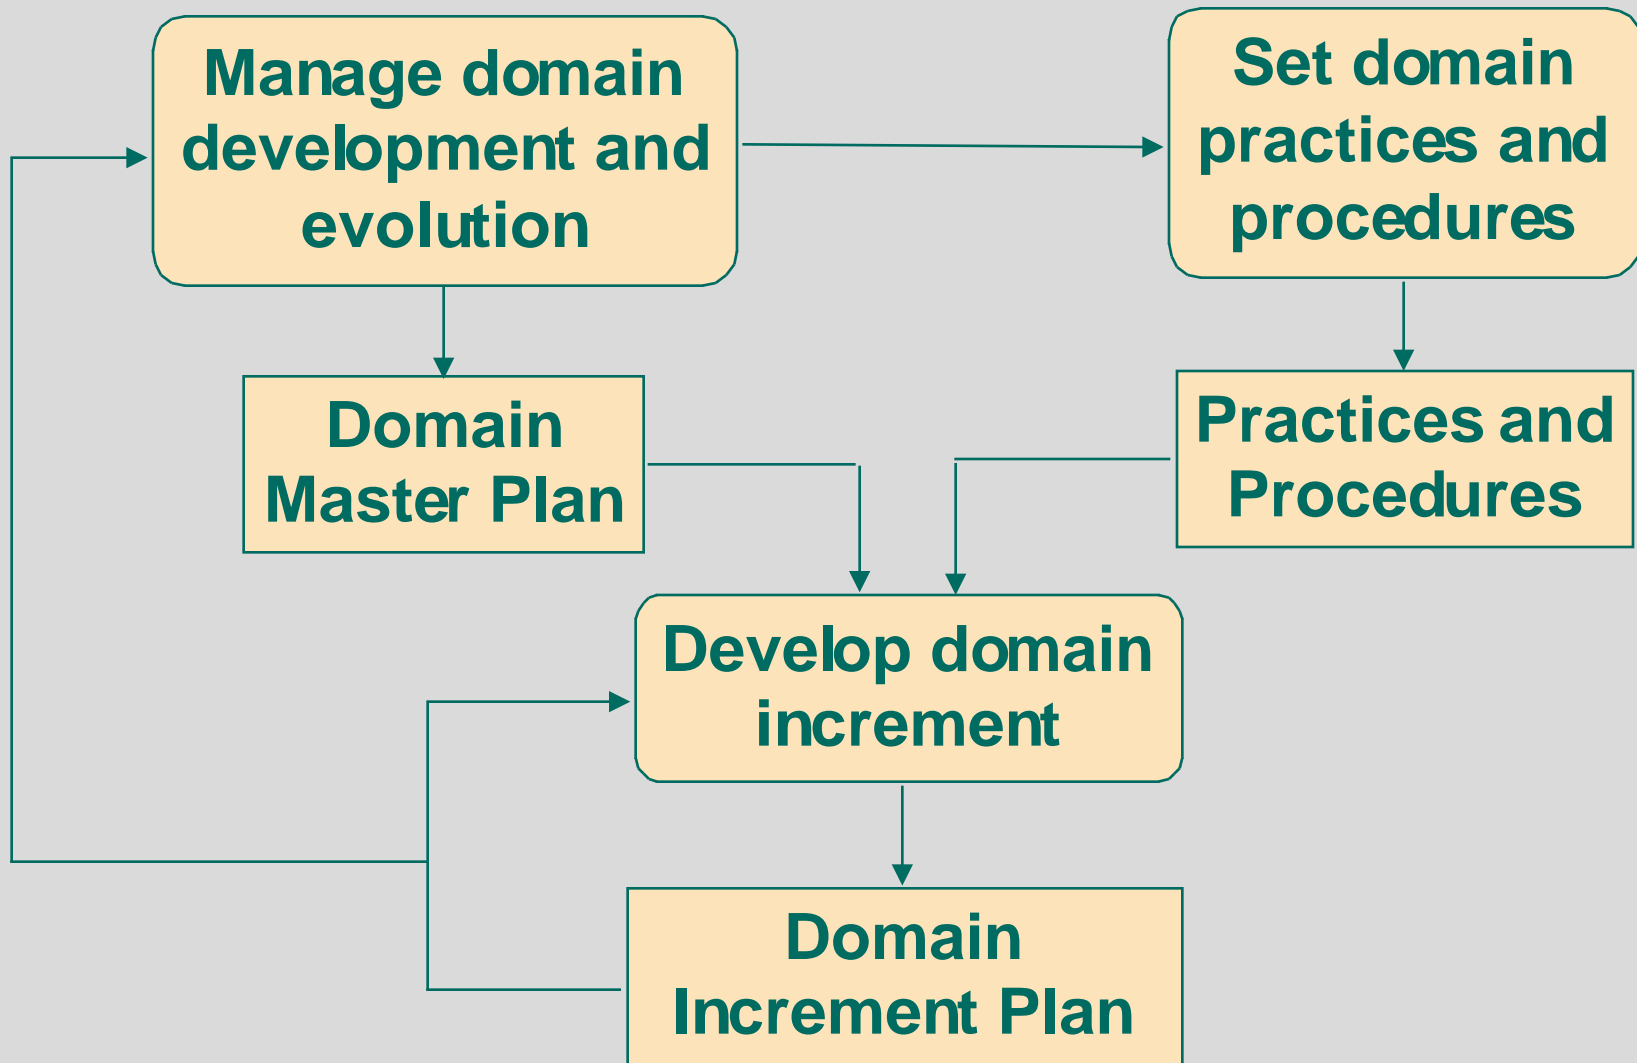 Manage domain
development and
evolution
Set domain
practices and
procedures
Domain
Master Plan
Practices and
Procedures
Develop domain
increment
Domain
Increment Plan